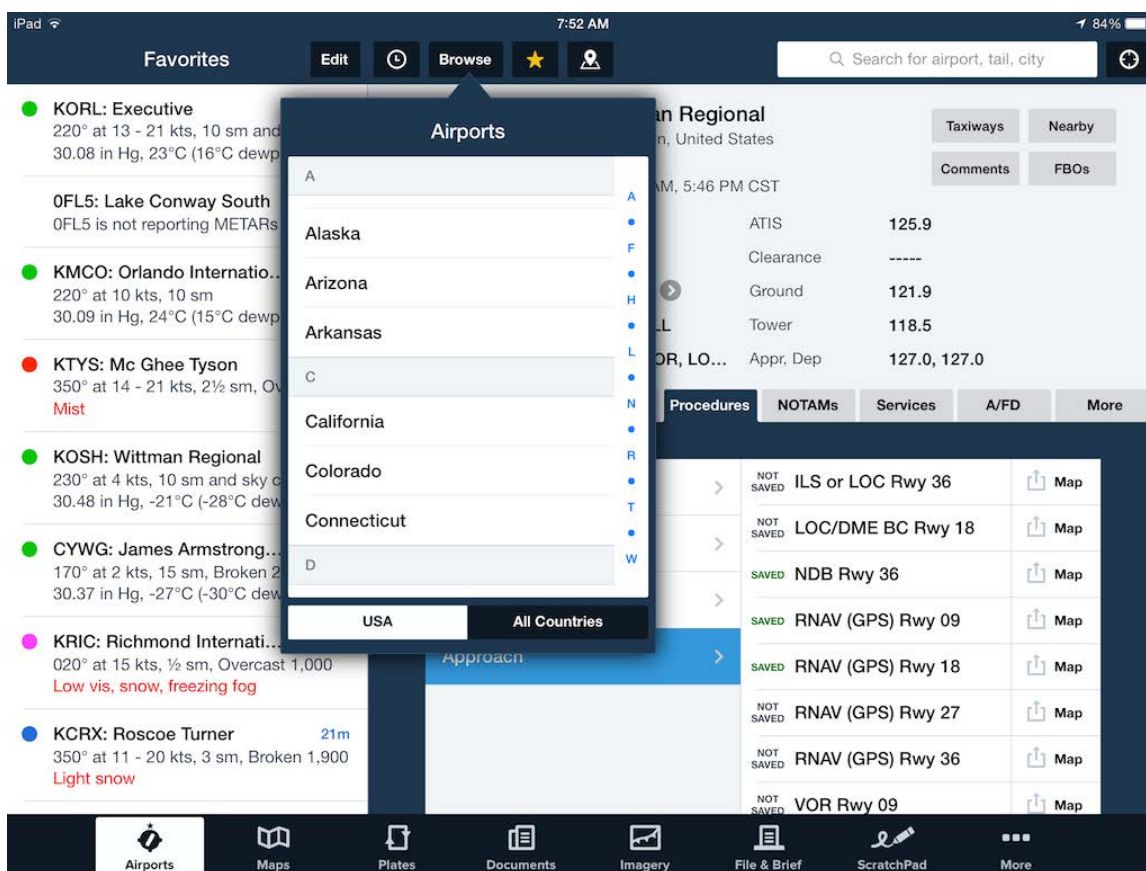 iPad
7:52 AM
84%
Favorites
Edit
Browse
Search for airport, tail, city
KORL: Executive
220° at 13 - 21 kts, 10 sm and
30.08 in Hg, 23°C (16°C dewp
0FL5: Lake Conway South
0FL5 is not reporting METARs
KMCO: Orlando Internatio...
220° at 10 kts, 10 sm
30.09 in Hg, 24°C (15°C dewp
KTYS: Mc Ghee Tyson
350° at 14 - 21 kts, 2½ sm, Ov
Mist
KOSH: Wittman Regional
230° at 4 kts, 10 sm and sky c
30.48 in Hg, -21°C (-28°C dew
CYWG: James Armstrong...
170° at 2 kts, 15 sm, Broken 2
30.37 in Hg, -27°C (-30°C dew
KRIC: Richmond Internati...
020° at 15 kts, ½ sm, Overcast 1,000
Low vis, snow, freezing fog
KCRX: Roscoe Turner
21m
350° at 11 - 20 kts, 3 sm, Broken 1,900
Light snow
Airports
A
Alaska
Arizona
Arkansas
C
California
Colorado
Connecticut
D
A
F
H
L
N
R
T
W
USA
All Countries
an Regional
n, United States
AM, 5:46 PM CST
Taxiways
Nearby
Comments
FBOs
ATIS 125.9
Clearance -----
Ground 121.9
LL
Tower 118.5
OR, LO...
Appr, Dep 127.0, 127.0
Procedures
NOTAMs
Services
A/FD
More
Approach
NOT SAVED ILS or LOC Rwy 36 Map
NOT SAVED LOC/DME BC Rwy 18 Map
SAVED NDB Rwy 36 Map
SAVED RNAV (GPS) Rwy 09 Map
SAVED RNAV (GPS) Rwy 18 Map
NOT SAVED RNAV (GPS) Rwy 27 Map
NOT SAVED RNAV (GPS) Rwy 36 Map
NOT SAVED VOR Rwy 09 Map
Airports
Maps
Plates
Documents
Imagery
File & Brief
ScratchPad
More